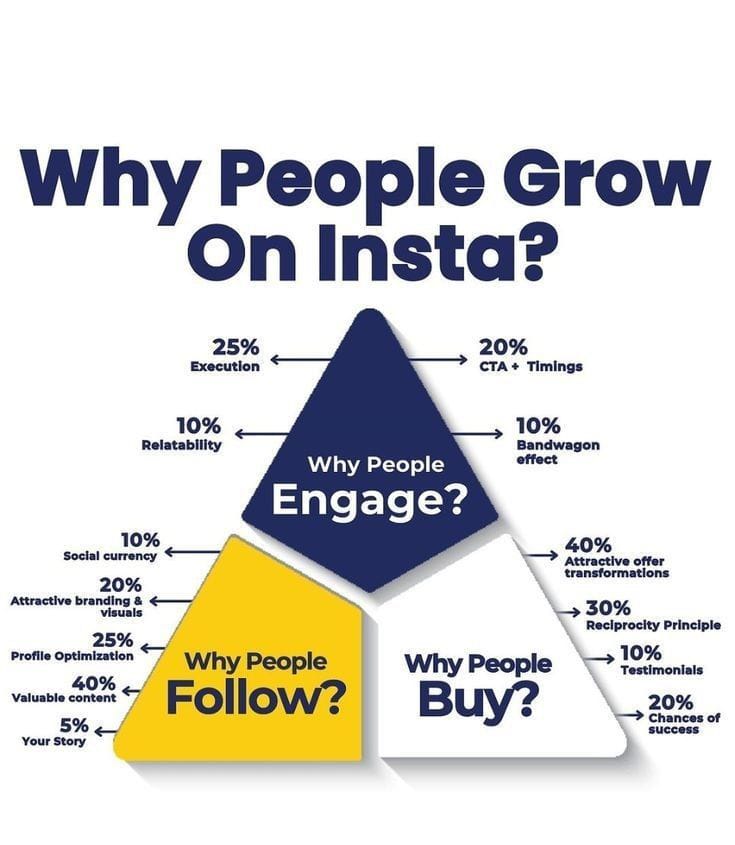 Why People Grow
On Insta?
25%
Execution
20%
CTA + Timings
10%
Relatability
10%
Bandwagon
effect
Why People
Engage?
10%
Social currency
20%
Attractive branding &
visuals
25%
Profile Optimization
40%
Valuable content
5%
Your Story
Why People
Follow?
40%
Attractive offer
transformations
30%
Reciprocity Principle
10%
Testimonials
20%
Chances of
success
Why People
Buy?